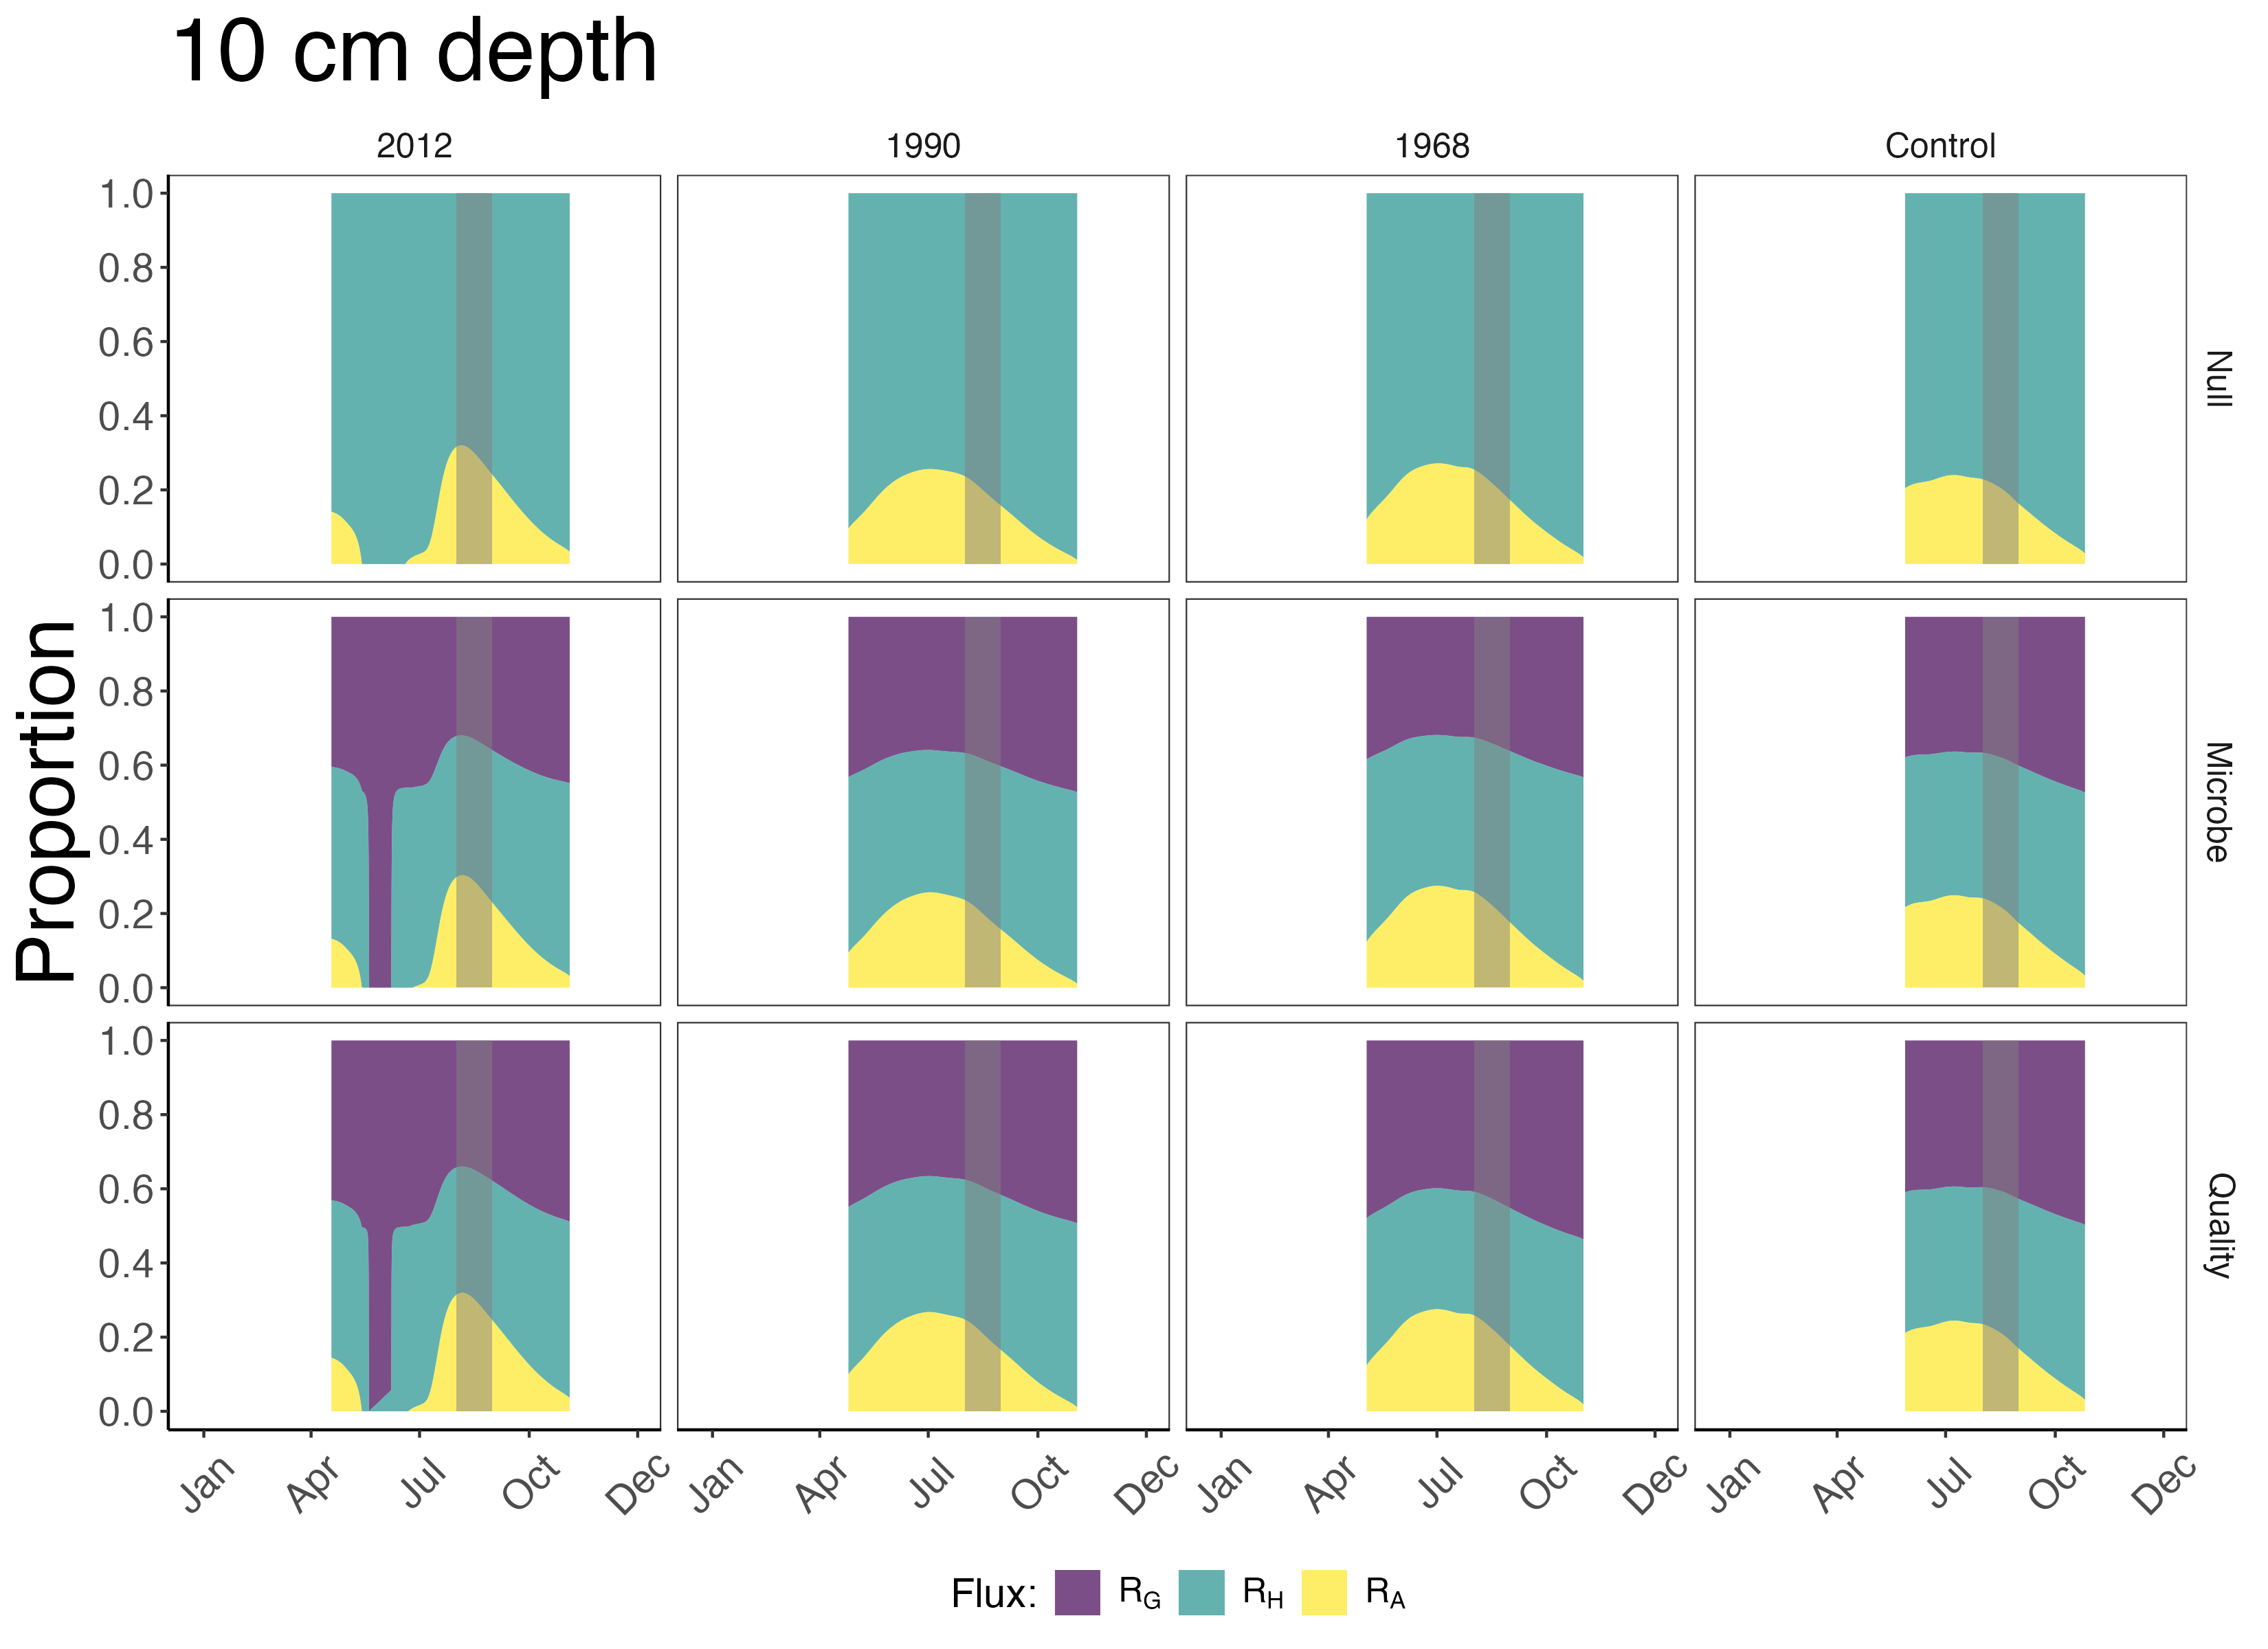 10 cm depth
2012 1990 1968 Control
1.0
0.8
0.6
0.4
0.2
0.0
Null
1.0
0.8
0.6
0.4
0.2
0.0
Microbe
Proportion
1.0
0.8
0.6
0.4
0.2
0.0
Quality
Jan Apr Jul Oct Dec Jan Apr Jul Oct Dec Jan Apr Jul Oct Dec Jan Apr Jul Oct Dec
Flux: RG RH RA